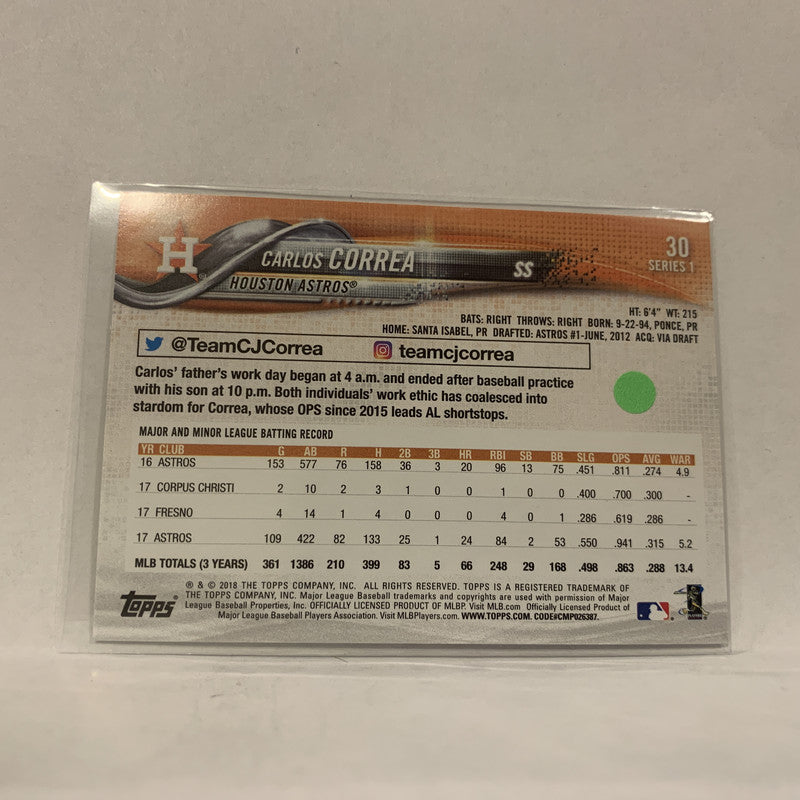 H
CARLOS CORREA
HOUSTON ASTROS®
SS
30
SERIES 1
HT: 6'4" WT: 215
BATS: RIGHT THROWS: RIGHT BORN: 9-22-94, PONCE, PR
HOME: SANTA ISABEL, PR DRAFTED: ASTROS #1-JUNE, 2012 ACQ: VIA DRAFT
@TeamCJCorrea teamcjcorrea
Carlos' father's work day began at 4 a.m. and ended after baseball practice
with his son at 10 p.m. Both individuals' work ethic has coalesced into
stardom for Correa, whose OPS since 2015 leads AL shortstops.
MAJOR AND MINOR LEAGUE BATTING RECORD
YR CLUB G AB R H 2B 3B HR RBI SB BB SLG OPS AVG WAR
16 ASTROS 153 577 76 158 36 3 20 96 13 75 .451 .811 .274 4.9
17 CORPUS CHRISTI 2 10 2 3 1 0 0 1 0 0 .400 .700 .300 -
17 FRESNO 4 14 1 4 0 0 0 0 0 1 .286 .619 .286 -
17 ASTROS 109 422 82 133 25 1 24 84 2 53 .550 .941 .315 5.2
MLB TOTALS (3 YEARS) 361 1386 210 399 83 5 66 248 29 168 .498 .863 .288 13.4
Topps®
® & © 2018 THE TOPPS COMPANY, INC. ALL RIGHTS RESERVED. TOPPS IS A REGISTERED TRADEMARK OF
THE TOPPS COMPANY, INC. Major League Baseball trademarks and copyrights are used with permission of Major
League Baseball Properties, Inc. OFFICIALLY LICENSED PRODUCT OF MLBP. Visit MLB.com Officially Licensed Product of
Major League Baseball Players Association. Visit MLBPlayers.com. WWW.TOPPS.COM. CODE#CMP026387.